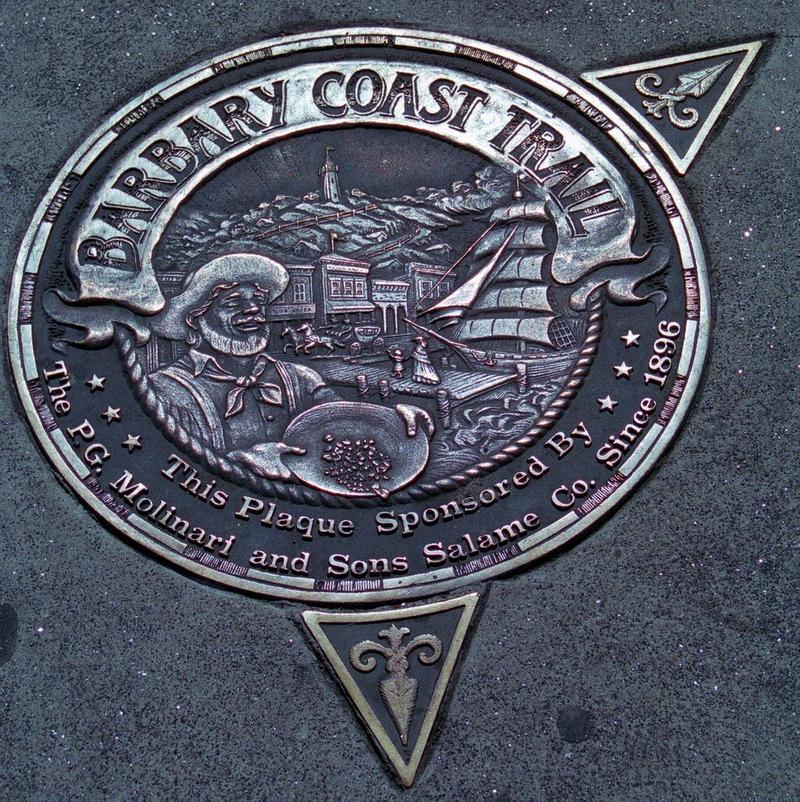 BARBARY COAST TRAIL
This Plaque Sponsored By
The P.G. Molinari and Sons Salame Co. Since 1896